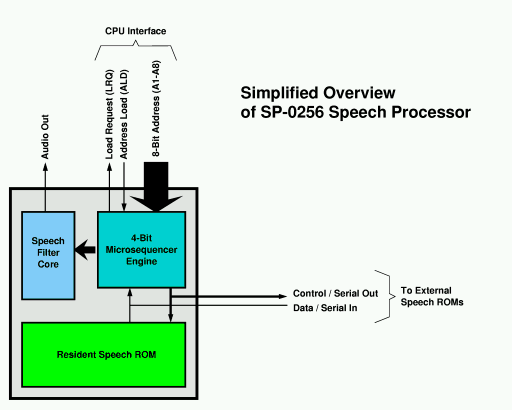 CPU Interface
Audio Out
Load Request (LRQ)
Address Load (ALD)
8-Bit Address (A1-A8)
Simplified Overview
of SP-0256 Speech Processor
Speech
Filter
Core
4-Bit
Microsequencer
Engine
Control / Serial Out
Data / Serial In
To External
Speech ROMs
Resident Speech ROM